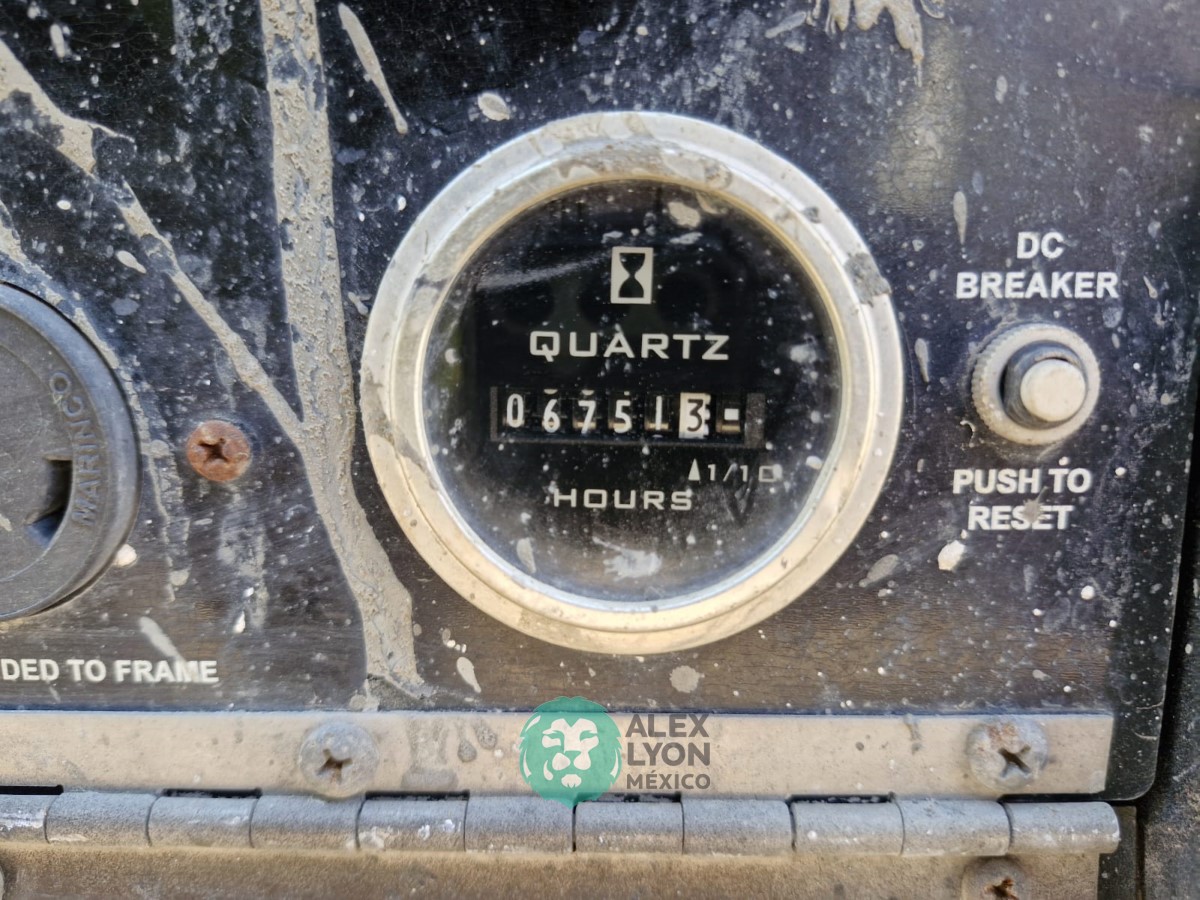 DC
BREAKER
QUARTZ
067513
1/10
HOURS
PUSH TO
RESET
MARINCO
DED TO FRAME
ALEX
LYON
MÉXICO